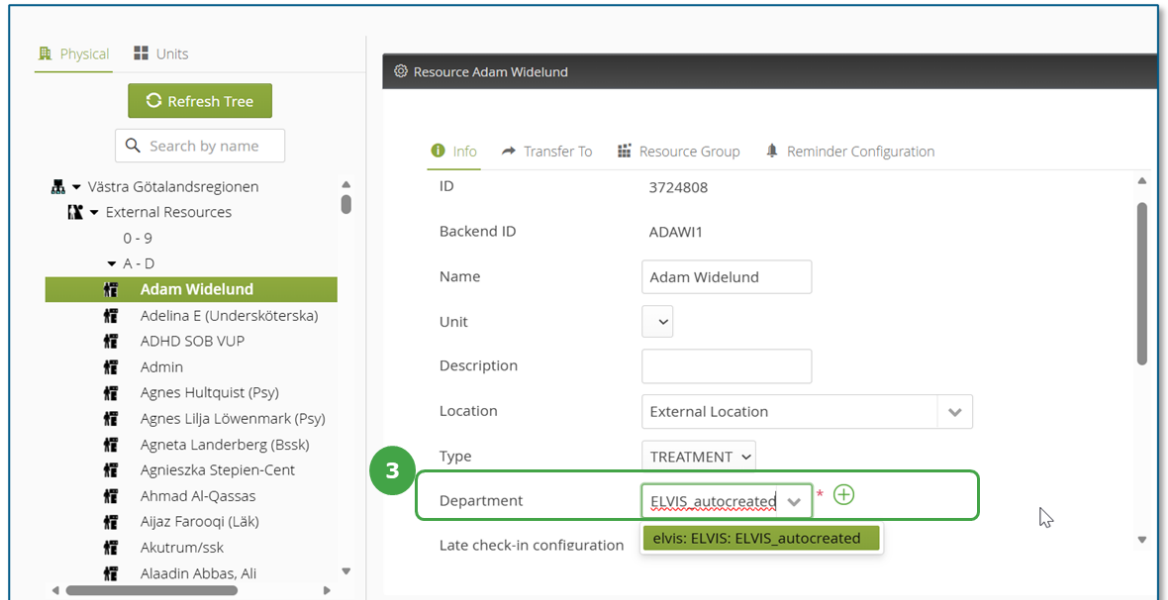 Physical
Units
Refresh Tree
Search by name
Västra Götalandsregionen
External Resources
0 - 9
A - D
Adam Widelund
Adelina E (Undersköterska)
ADHD SOB VUP
Admin
Agnes Hultquist (Psy)
Agnes Lilja Löwenmark (Psy)
Agneta Landerberg (Bssk)
Agnieszka Stepien-Cent
Ahmad Al-Qassas
Aijaz Farooqi (Läk)
Akutrum/ssk
Alaadin Abbas, Ali
Resource Adam Widelund
Info
Transfer To
Resource Group
Reminder Configuration
ID
3724808
Backend ID
ADAWI1
Name
Adam Widelund
Unit
Description
Location
External Location
Type
TREATMENT
3
Department
ELVIS_autocreated
*
elvis: ELVIS: ELVIS_autocreated
Late check-in configuration